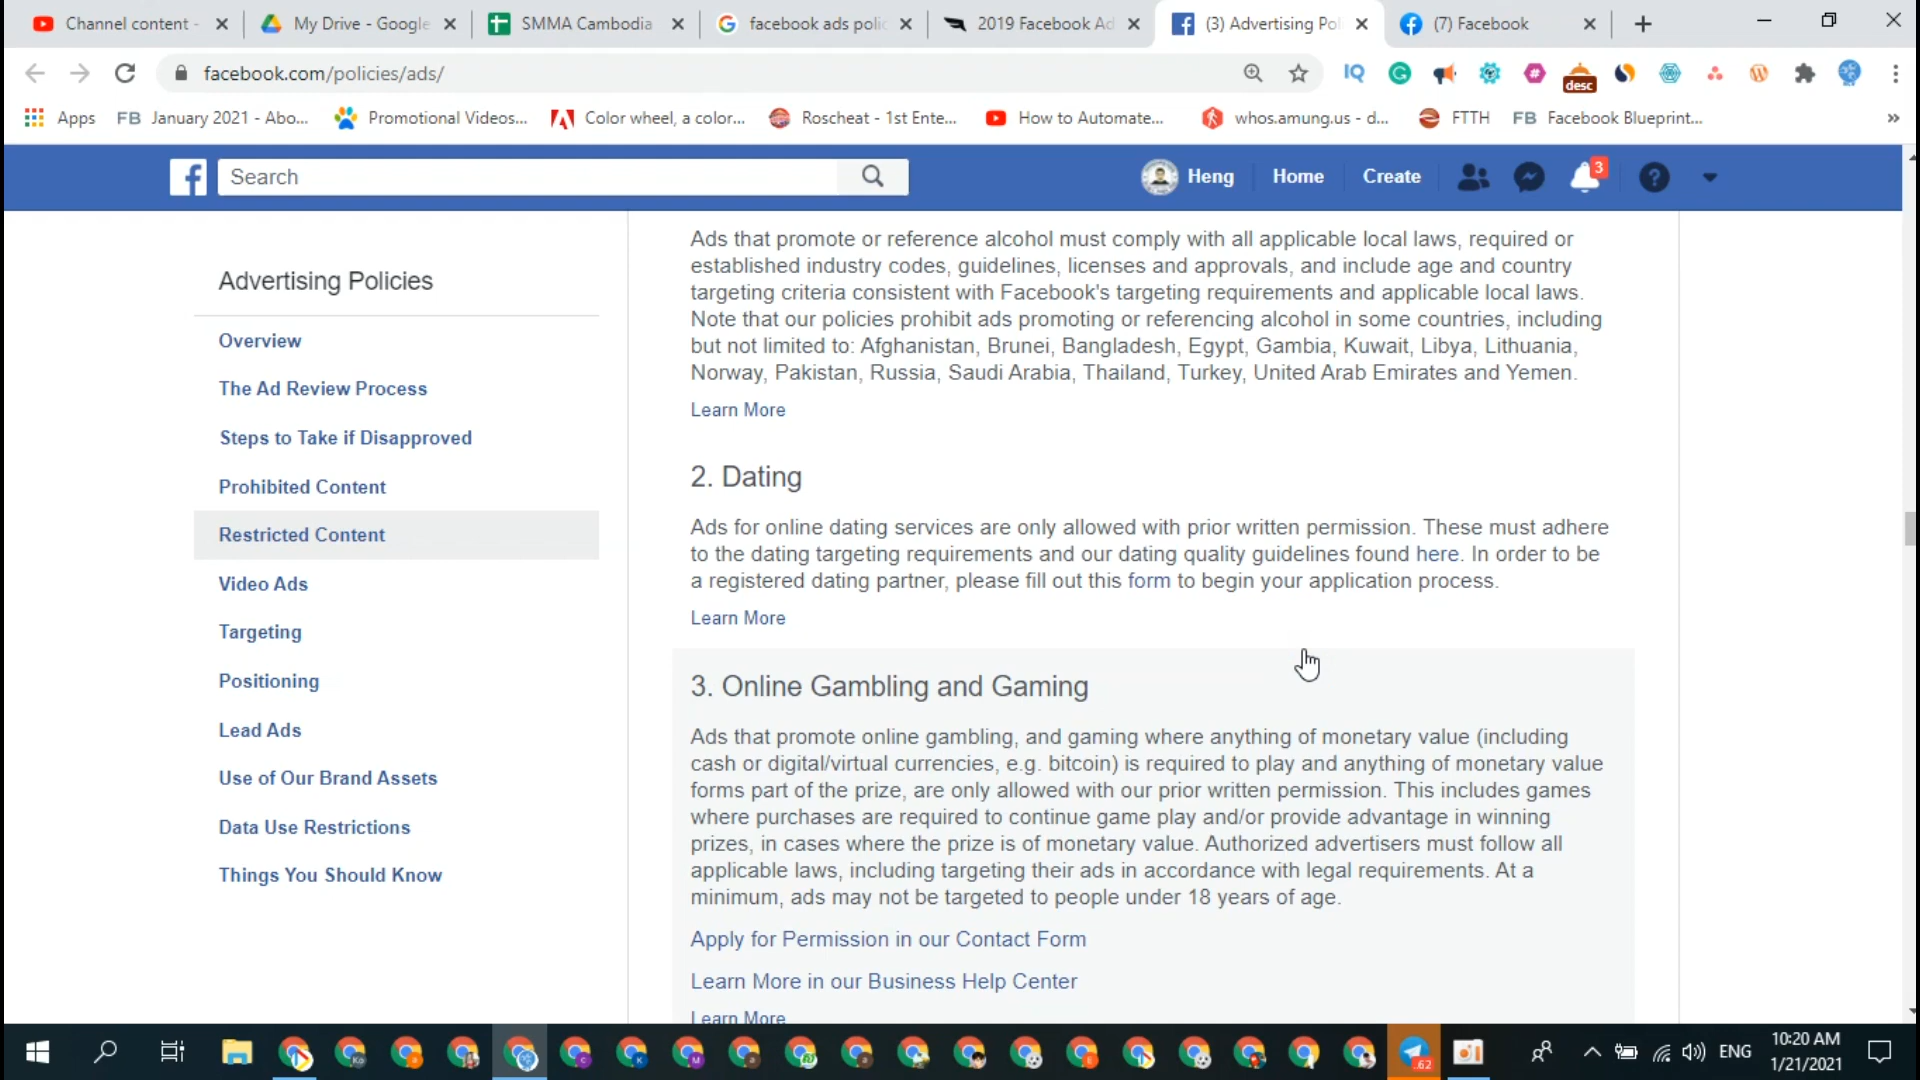 Channel content -
My Drive - Google
SMMA Cambodia
facebook ads polic
2019 Facebook Ad
(3) Advertising Pol
(7) Facebook
facebook.com/policies/ads/
IQ
desc
Apps
FB January 2021 - Abo...
Promotional Videos...
Color wheel, a color...
Roscheat - 1st Ente...
How to Automate...
whos.amung.us - d...
FTTH
FB Facebook Blueprint...
»
Search
Heng
Home
Create
3
Advertising Policies
Overview
The Ad Review Process
Steps to Take if Disapproved
Prohibited Content
Restricted Content
Video Ads
Targeting
Positioning
Lead Ads
Use of Our Brand Assets
Data Use Restrictions
Things You Should Know
Ads that promote or reference alcohol must comply with all applicable local laws, required or
established industry codes, guidelines, licenses and approvals, and include age and country
targeting criteria consistent with Facebook's targeting requirements and applicable local laws.
Note that our policies prohibit ads promoting or referencing alcohol in some countries, including
but not limited to: Afghanistan, Brunei, Bangladesh, Egypt, Gambia, Kuwait, Libya, Lithuania,
Norway, Pakistan, Russia, Saudi Arabia, Thailand, Turkey, United Arab Emirates and Yemen.
Learn More
2. Dating
Ads for online dating services are only allowed with prior written permission. These must adhere
to the dating targeting requirements and our dating quality guidelines found here. In order to be
a registered dating partner, please fill out this form to begin your application process.
Learn More
3. Online Gambling and Gaming
Ads that promote online gambling, and gaming where anything of monetary value (including
cash or digital/virtual currencies, e.g. bitcoin) is required to play and anything of monetary value
forms part of the prize, are only allowed with our prior written permission. This includes games
where purchases are required to continue game play and/or provide advantage in winning
prizes, in cases where the prize is of monetary value. Authorized advertisers must follow all
applicable laws, including targeting their ads in accordance with legal requirements. At a
minimum, ads may not be targeted to people under 18 years of age.
Apply for Permission in our Contact Form
Learn More in our Business Help Center
Learn More
62
ENG
10:20 AM
1/21/2021